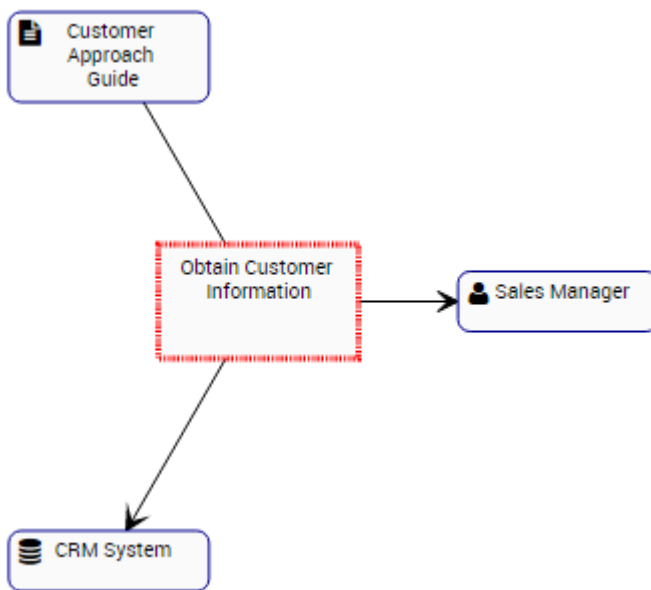 Customer
Approach
Guide
Obtain Customer
Information
Sales Manager
CRM System